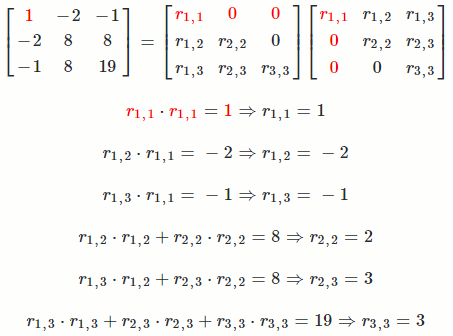 [1 −2 −1; −2 8 8; −1 8 19] = [r₁,₁ 0 0; r₁,₂ r₂,₂ 0; r₁,₃ r₂,₃ r₃,₃] [r₁,₁ r₁,₂ r₁,₃; 0 r₂,₂ r₂,₃; 0 0 r₃,₃]
r₁,₁ · r₁,₁ = 1 ⇒ r₁,₁ = 1
r₁,₂ · r₁,₁ = −2 ⇒ r₁,₂ = −2
r₁,₃ · r₁,₁ = −1 ⇒ r₁,₃ = −1
r₁,₂ · r₁,₂ + r₂,₂ · r₂,₂ = 8 ⇒ r₂,₂ = 2
r₁,₃ · r₁,₂ + r₂,₃ · r₂,₂ = 8 ⇒ r₂,₃ = 3
r₁,₃ · r₁,₃ + r₂,₃ · r₂,₃ + r₃,₃ · r₃,₃ = 19 ⇒ r₃,₃ = 3